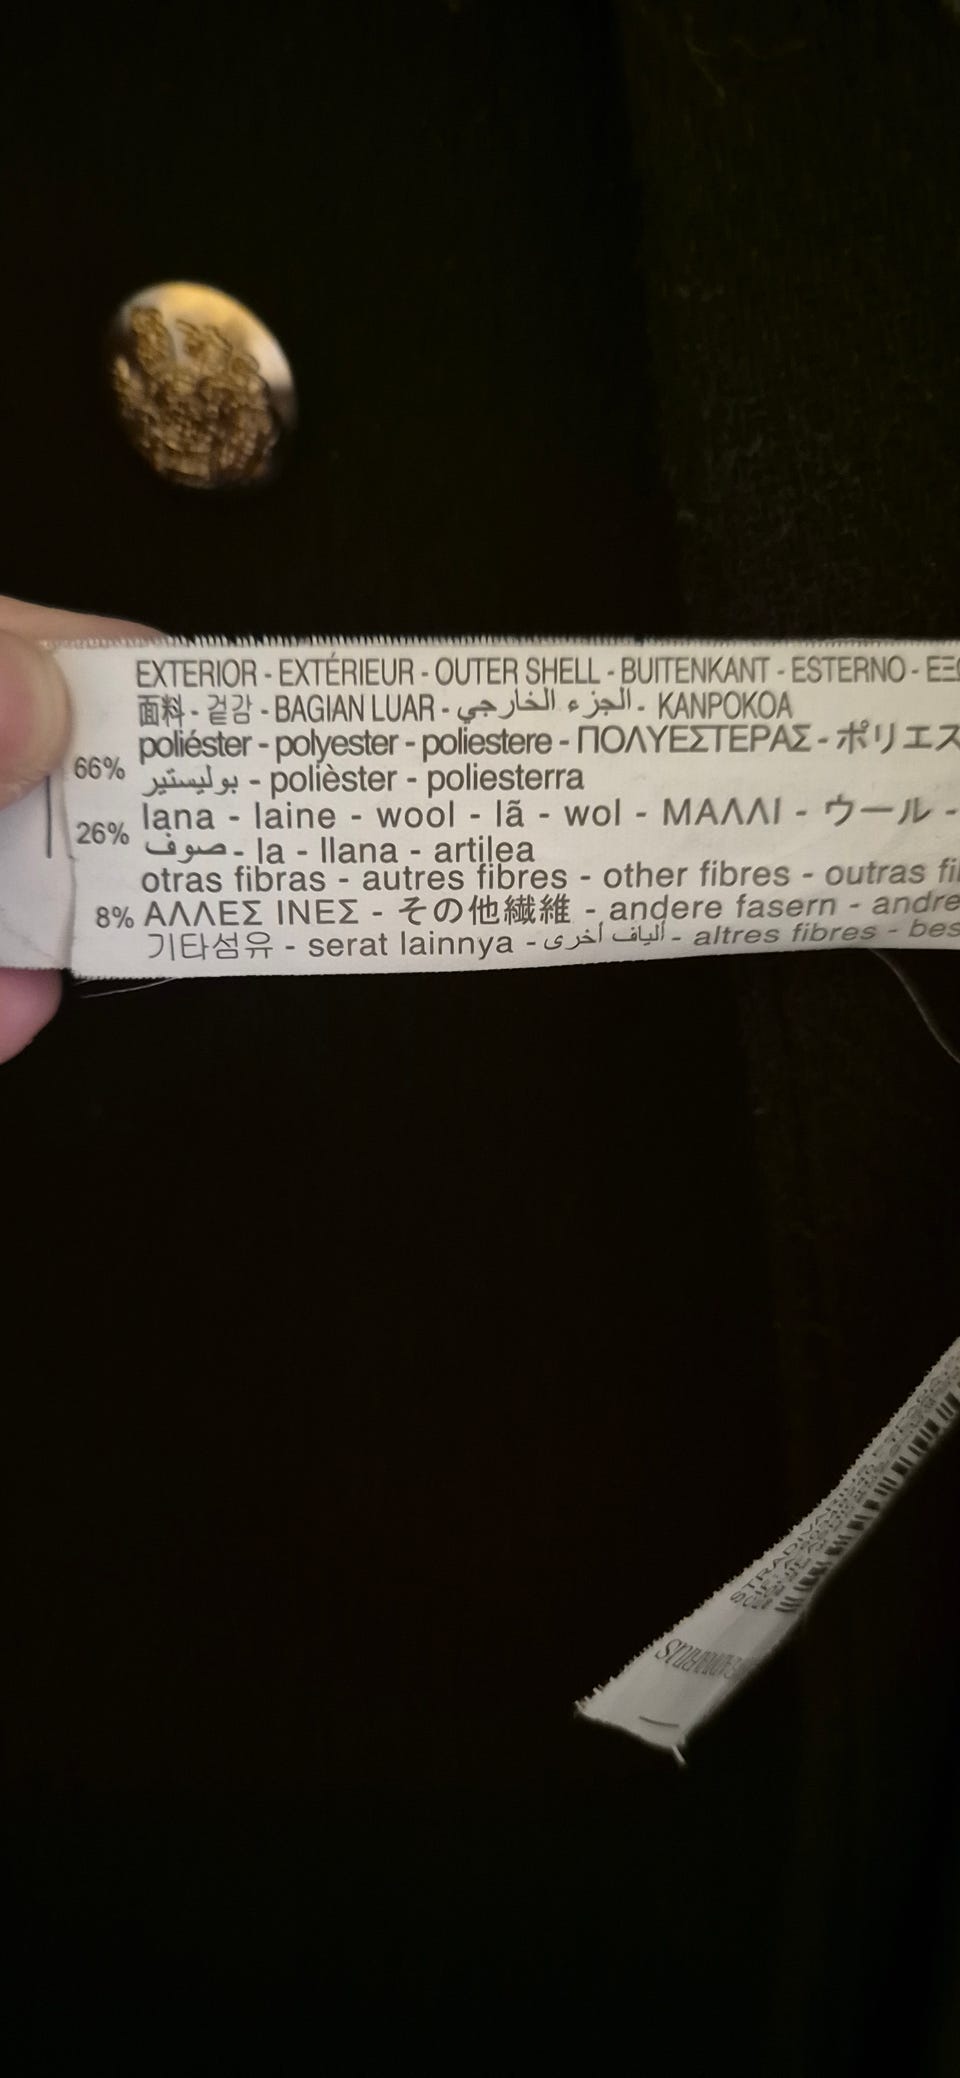 EXTERIOR - EXTÉRIEUR - OUTER SHELL - BUITENKANT - ESTERNO -
面料 - 겉감 - BAGIAN LUAR - الجزء الخارجي - KANPOKOA
66% poliéster - polyester - poliestere - ΠΟΛΥΕΣΤΕΡΑΣ - ポリエス
بوليستير - polièster - poliesterra
26% lana - laine - wool - lã - wol - ΜΑΛΛΙ - ウール -
صوف - la - llana - artilea
otras fibras - autres fibres - other fibres - outras
8% ΑΛΛΕΣ ΙΝΕΣ - その他繊維 - andere fasern - andre
기타섬유 - serat lainnya - ألياف أخرى - altres fibres - bes